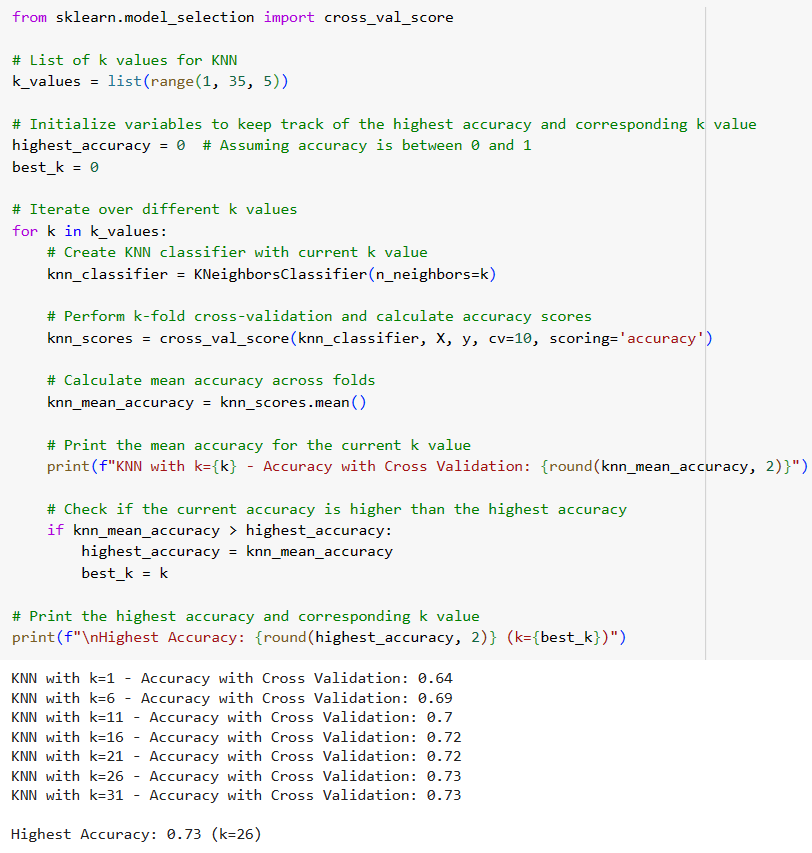 from sklearn.model_selection import cross_val_score
# List of k values for KNN
k_values = list(range(1, 35, 5))
# Initialize variables to keep track of the highest accuracy and corresponding k value
highest_accuracy = 0  # Assuming accuracy is between 0 and 1
best_k = 0
# Iterate over different k values
for k in k_values:
    # Create KNN classifier with current k value
    knn_classifier = KNeighborsClassifier(n_neighbors=k)
    # Perform k-fold cross-validation and calculate accuracy scores
    knn_scores = cross_val_score(knn_classifier, X, y, cv=10, scoring='accuracy')
    # Calculate mean accuracy across folds
    knn_mean_accuracy = knn_scores.mean()
    # Print the mean accuracy for the current k value
    print(f"KNN with k={k} - Accuracy with Cross Validation: {round(knn_mean_accuracy, 2)}")
    # Check if the current accuracy is higher than the highest accuracy
    if knn_mean_accuracy > highest_accuracy:
        highest_accuracy = knn_mean_accuracy
        best_k = k
# Print the highest accuracy and corresponding k value
print(f"\nHighest Accuracy: {round(highest_accuracy, 2)} (k={best_k})")
KNN with k=1 - Accuracy with Cross Validation: 0.64
KNN with k=6 - Accuracy with Cross Validation: 0.69
KNN with k=11 - Accuracy with Cross Validation: 0.7
KNN with k=16 - Accuracy with Cross Validation: 0.72
KNN with k=21 - Accuracy with Cross Validation: 0.72
KNN with k=26 - Accuracy with Cross Validation: 0.73
KNN with k=31 - Accuracy with Cross Validation: 0.73
Highest Accuracy: 0.73 (k=26)